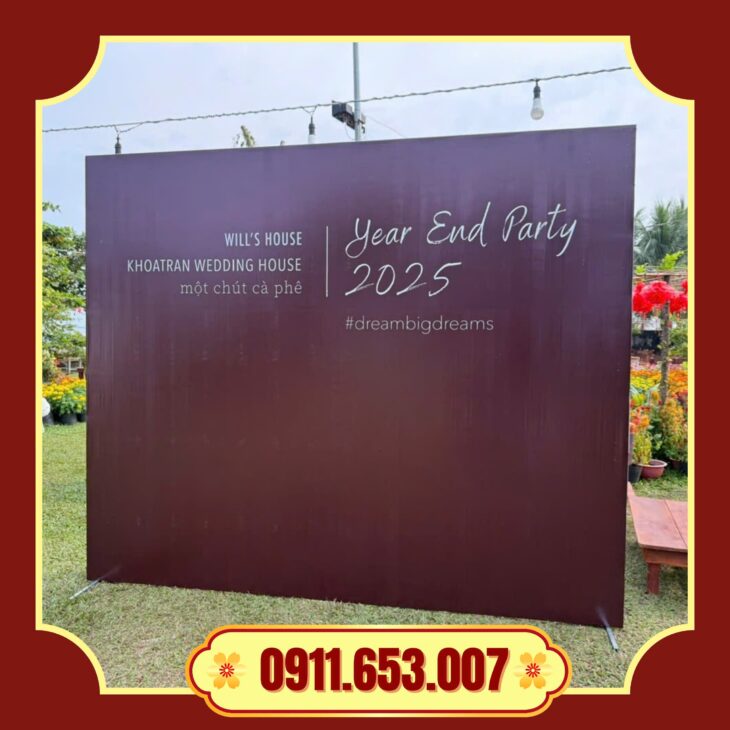 WILL'S HOUSE
KHOATRAN WEDDING HOUSE
một chút cà phê
Year End Party
2025
#dreambigdreams
0911.653.007